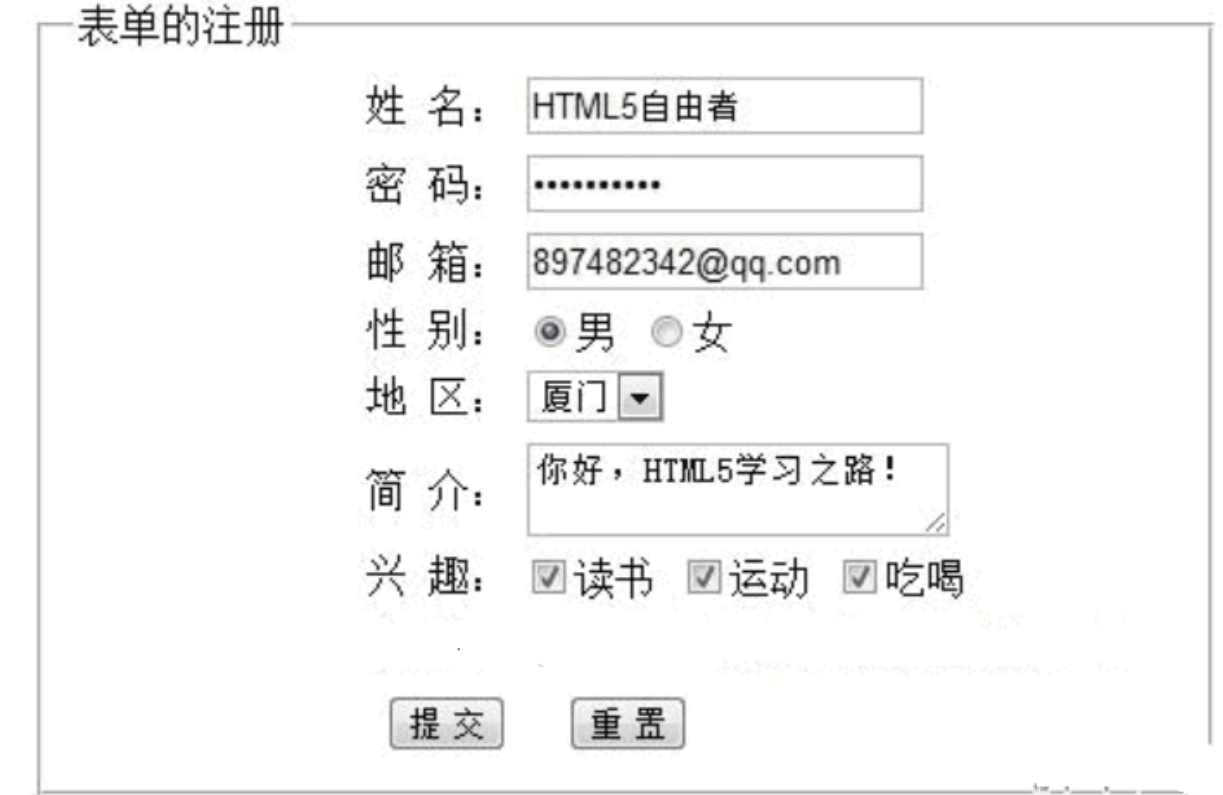 表单的注册
姓 名: HTML5自由者
密 码: ••••••••••
邮 箱: 897482342@qq.com
性 别: 男 女
地 区: 厦门
简 介: 你好,HTML5学习之路!
兴 趣: 读书 运动 吃喝
提 交 重 置